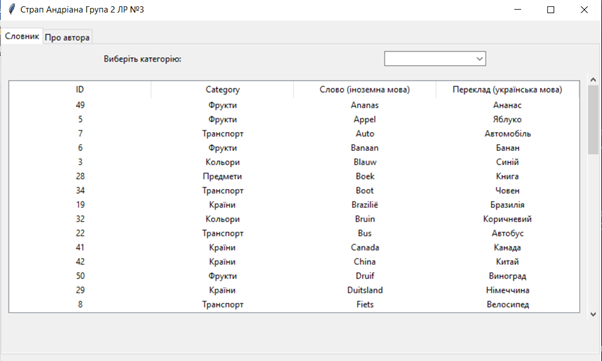 Страп Андріана Група 2 ЛР №3
Словник Про автора
Виберіть категорію:
ID Category Слово (іноземна мова) Переклад (українська мова)
49 Фрукти Ananas Ананас
5 Фрукти Appel Яблуко
7 Транспорт Auto Автомобіль
6 Фрукти Banaan Банан
3 Кольори Blauw Синій
28 Предмети Boek Книга
34 Транспорт Boot Човен
19 Країни Brazilië Бразилія
32 Кольори Bruin Коричневий
22 Транспорт Bus Автобус
41 Країни Canada Канада
42 Країни China Китай
50 Фрукти Druif Виноград
29 Країни Duitsland Німеччина
8 Транспорт Fiets Велосипед